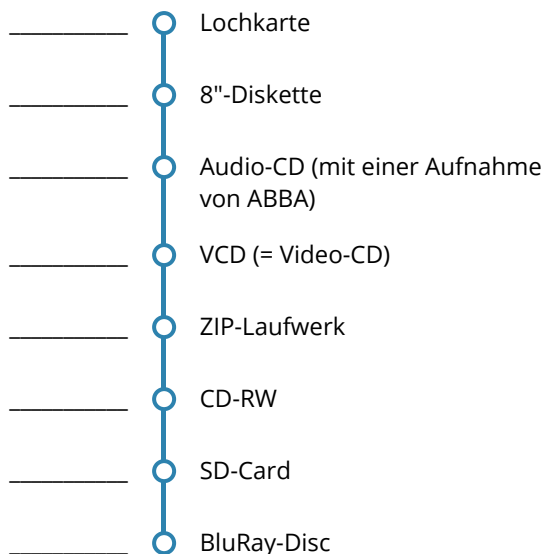 __________ Lochkarte
__________ 8"-Diskette
__________ Audio-CD (mit einer Aufnahme
von ABBA)
__________ VCD (= Video-CD)
__________ ZIP-Laufwerk
__________ CD-RW
__________ SD-Card
__________ BluRay-Disc